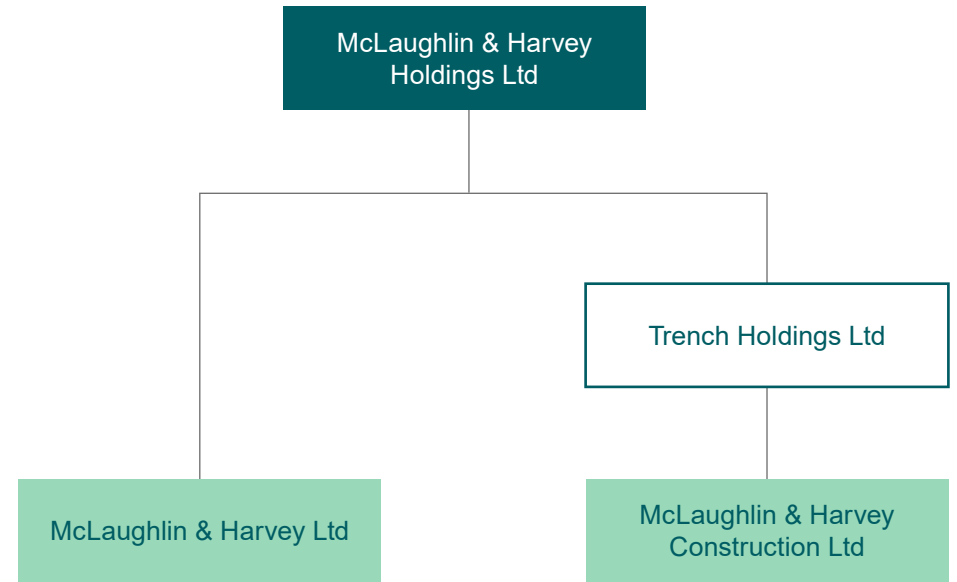 McLaughlin & Harvey
Holdings Ltd
Trench Holdings Ltd
McLaughlin & Harvey Ltd
McLaughlin & Harvey
Construction Ltd